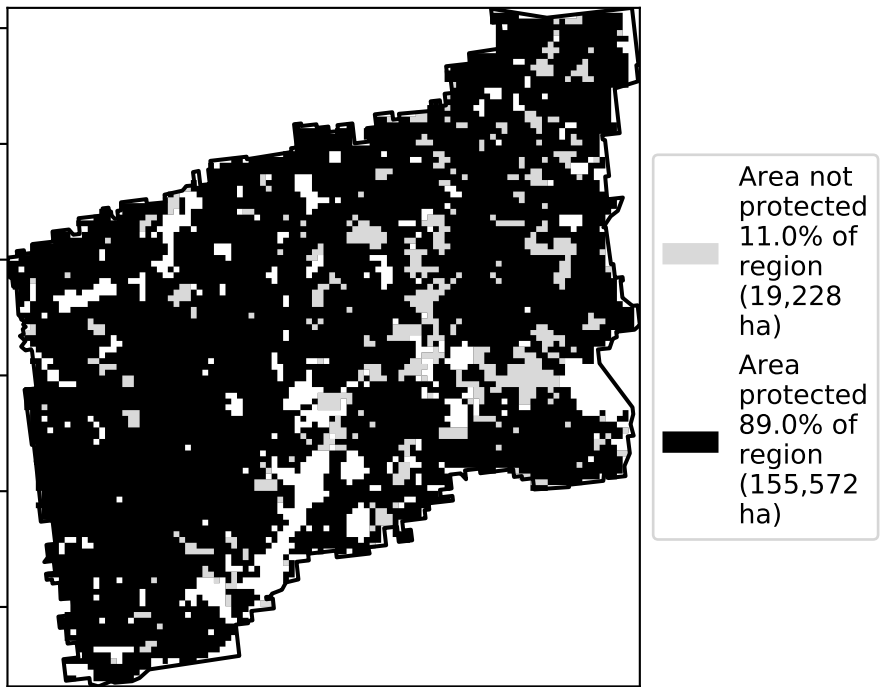 Area not
protected
11.0% of
region
(19,228
ha)
Area
protected
89.0% of
region
(155,572
ha)